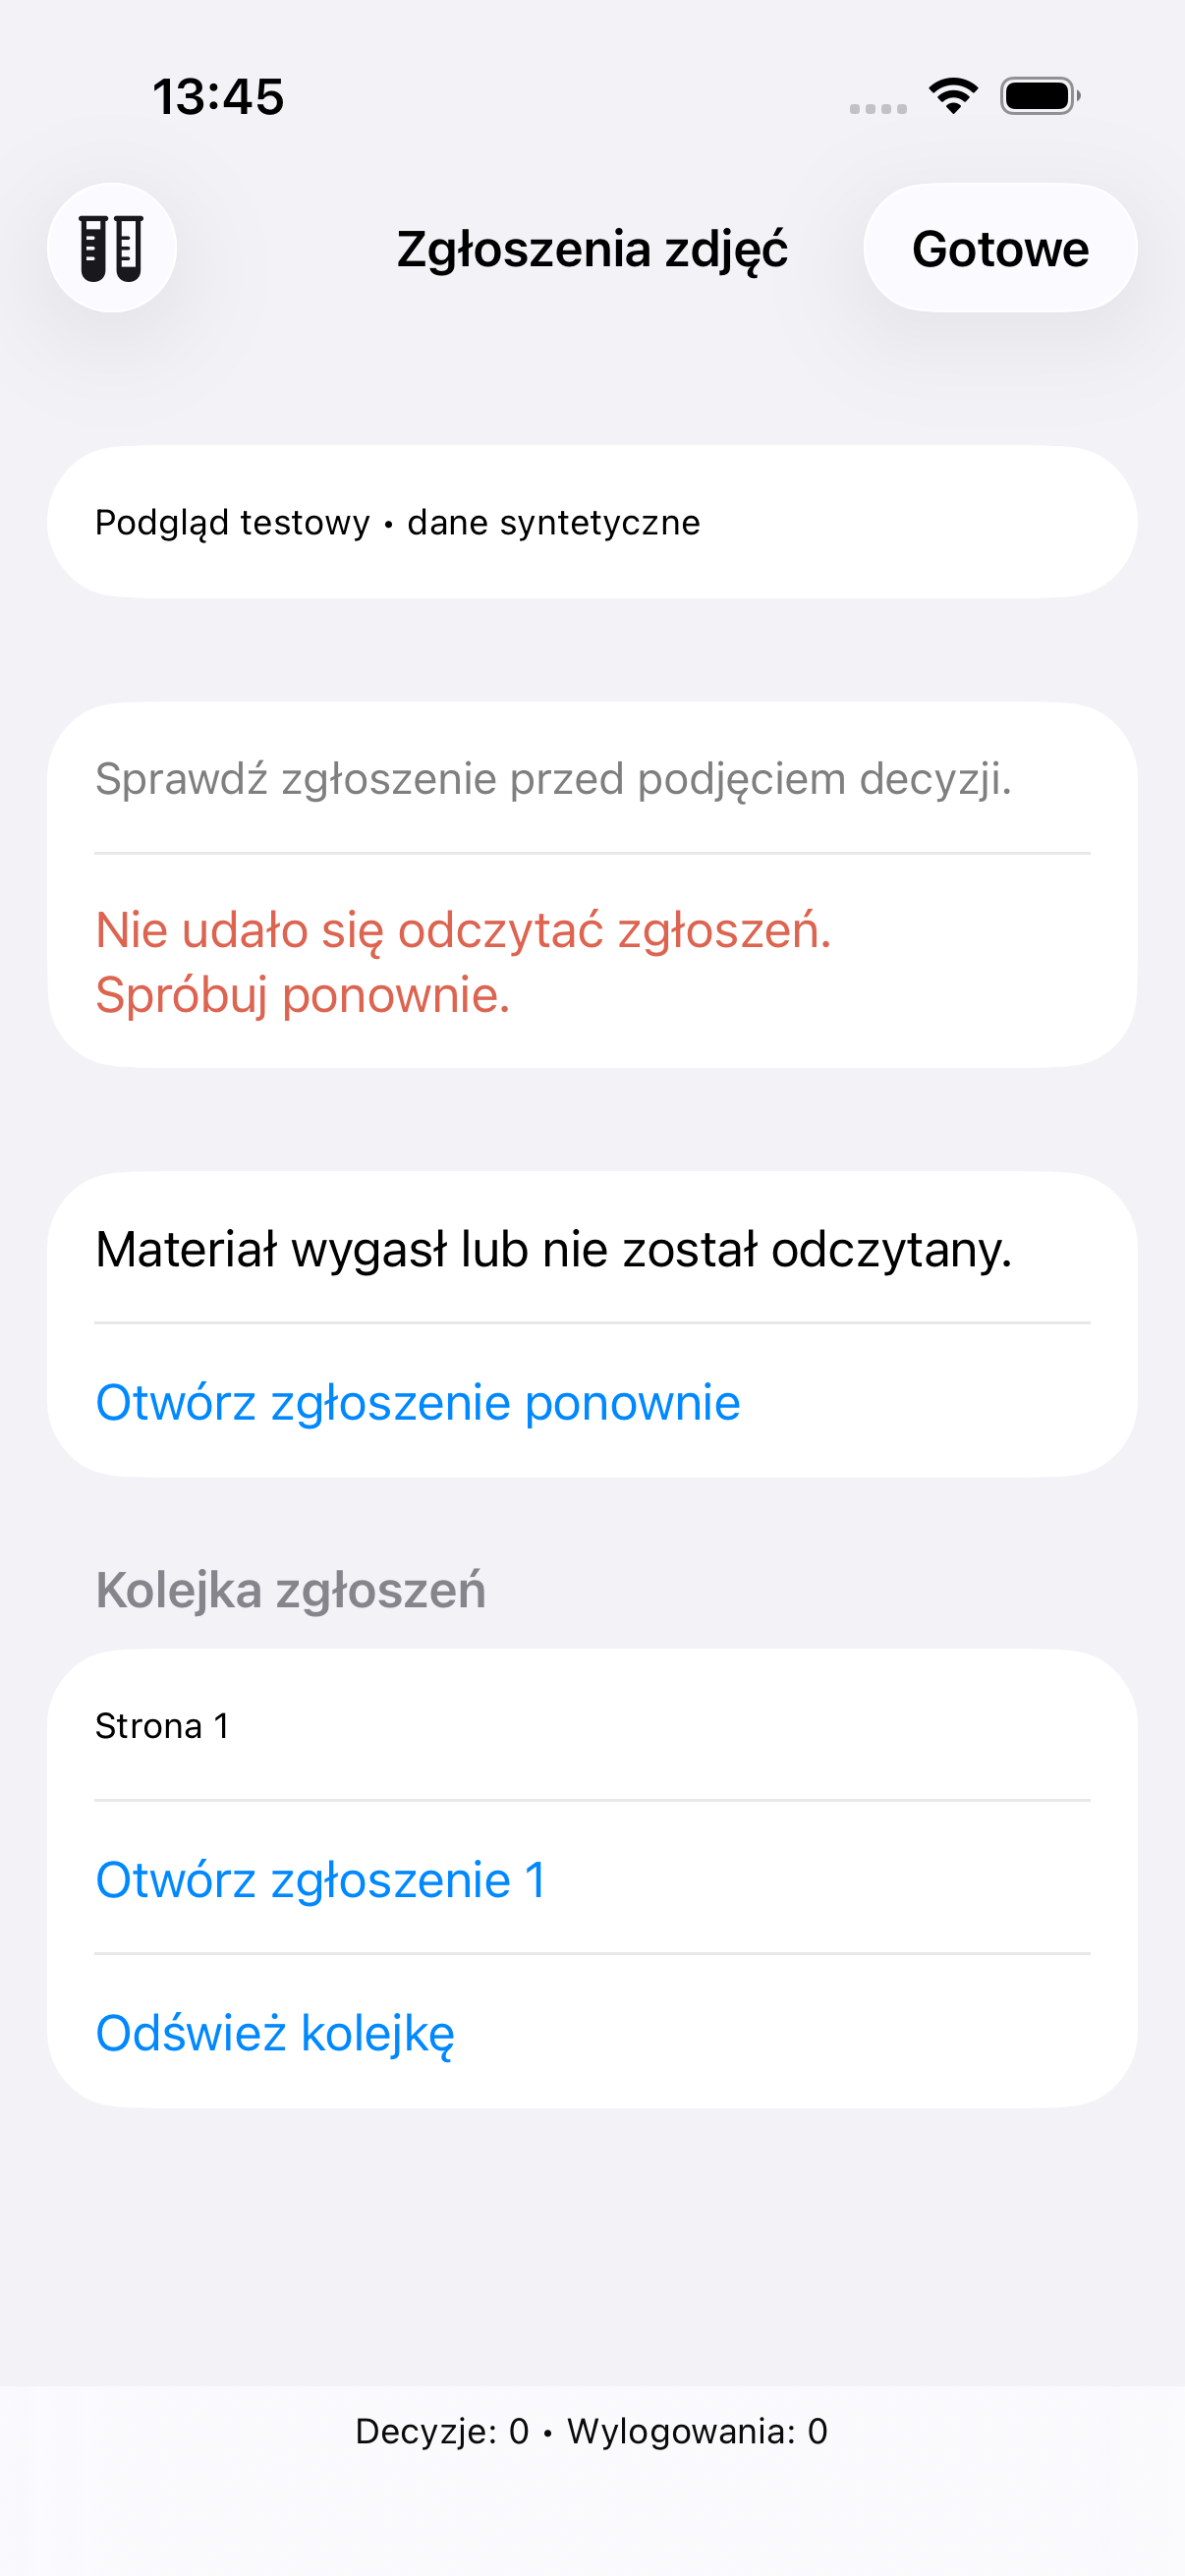 13:45
Zgłoszenia zdjęć
Gotowe
Podgląd testowy • dane syntetyczne
Sprawdź zgłoszenie przed podjęciem decyzji.
Nie udało się odczytać zgłoszeń.
Spróbuj ponownie.
Materiał wygasł lub nie został odczytany.
Otwórz zgłoszenie ponownie
Kolejka zgłoszeń
Strona 1
Otwórz zgłoszenie 1
Odśwież kolejkę
Decyzje: 0 • Wylogowania: 0